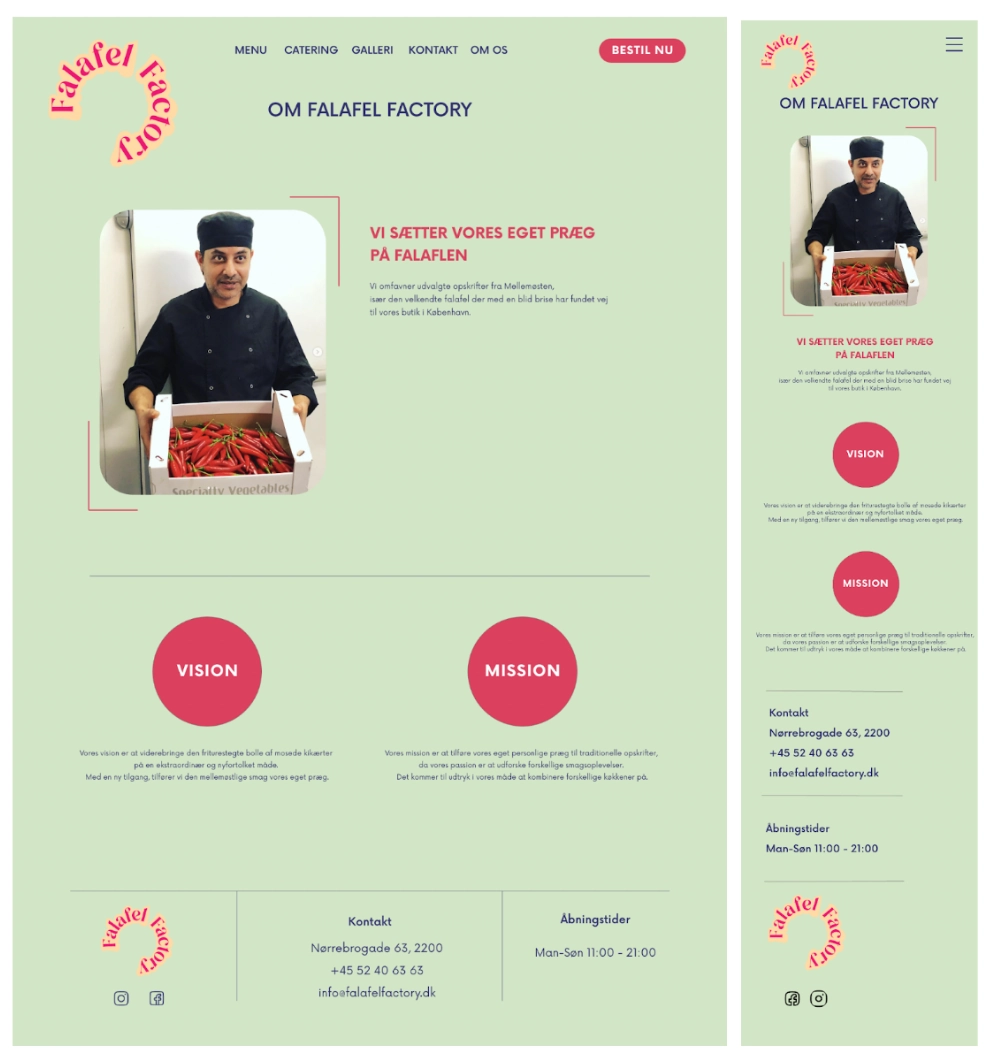 Falafel Factory
MENU CATERING GALLERI KONTAKT OM OS
BESTIL NU
OM FALAFEL FACTORY
VI SÆTTER VORES EGET PRÆG
PÅ FALAFLEN
Vi omfavner udvalgte opskrifter fra Mellemøsten,
især den velkendte falafel der med en blid brise har fundet vej
til vores butik i København.
Specialty Vegetables
VISION
MISSION
Vores vision er at viderebringe den friturestegte bolle af mosede kikærter
på en ekstraordinær og nyfortolket måde.
Med en ny tilgang, tilfører vi den mellemøstlige smag vores eget præg.
Vores mission er at tilføre vores eget personlige præg til traditionelle opskrifter,
da vores passion er at udforske forskellige smagsoplevelser.
Det kommer til udtryk i vores måde at kombinere forskellige køkkener på.
Falafel Factory
Kontakt
Nørrebrogade 63, 2200
+45 52 40 63 63
info@falafelfactory.dk
Åbningstider
Man-Søn 11:00 - 21:00
Falafel Factory
OM FALAFEL FACTORY
Specialty Vegetables
VI SÆTTER VORES EGET PRÆG
PÅ FALAFLEN
Vi omfavner udvalgte opskrifter fra Mellemøsten,
især den velkendte falafel der med en blid brise har fundet vej
til vores butik i København.
VISION
Vores vision er at viderebringe den friturestegte bolle af mosede kikærter
på en ekstraordinær og nyfortolket måde.
Med en ny tilgang, tilfører vi den mellemøstlige smag vores eget præg.
MISSION
Vores mission er at tilføre vores eget personlige præg til traditionelle opskrifter,
da vores passion er at udforske forskellige smagsoplevelser.
Det kommer til udtryk i vores måde at kombinere forskellige køkkener på.
Kontakt
Nørrebrogade 63, 2200
+45 52 40 63 63
info@falafelfactory.dk
Åbningstider
Man-Søn 11:00 - 21:00
Falafel Factory